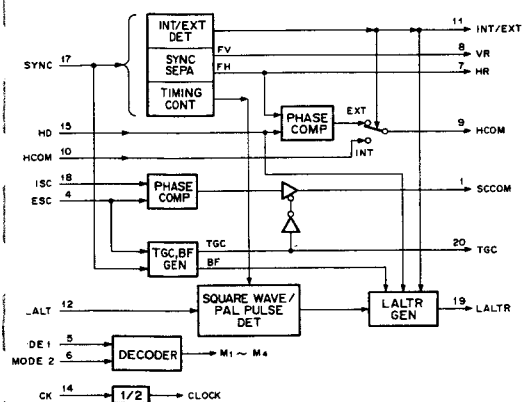 INT/EXT
DET
11 INT/EXT
FV
8 VR
SYNC 17
SYNC
SEPA
FH
7 HR
TIMING
CONT
EXT
PHASE
COMP
HD 15
9 HCOM
HCOM 10
INT
ISC 18
ESC 4
PHASE
COMP
1 SCCOM
TGC,BF
GEN
TGC
20 TGC
BF
LALT 12
SQUARE WAVE/
PAL PULSE
DET
LALTR
GEN
19 LALTR
DE 1 5
MODE 2 6
DECODER
M1 ~ M4
CK 14
1/2
CLOCK